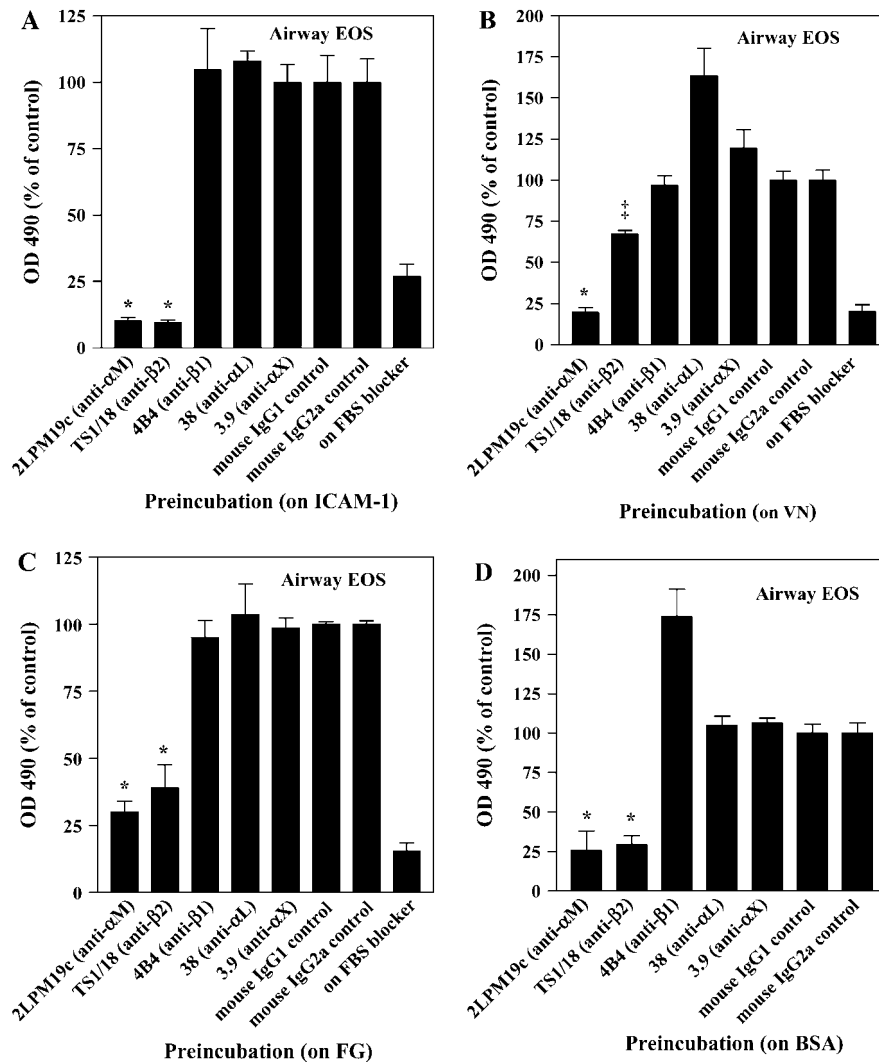 A
Airway EOS
OD 490 (% of control)
125
100
75
50
25
0
*
*
2LPM19c (anti-αM)
TS1/18 (anti-β2)
4B4 (anti-β1)
38 (anti-αL)
3.9 (anti-αX)
mouse IgG1 control
mouse IgG2a control
on FBS blocker
Preincubation (on ICAM-1)
B
Airway EOS
OD 490 (% of control)
200
175
150
125
100
75
50
25
0
*
‡
2LPM19c (anti-αM)
TS1/18 (anti-β2)
4B4 (anti-β1)
38 (anti-αL)
3.9 (anti-αX)
mouse IgG1 control
mouse IgG2a control
on FBS blocker
Preincubation (on VN)
C
Airway EOS
OD 490 (% of control)
125
100
75
50
25
0
*
*
2LPM19c (anti-αM)
TS1/18 (anti-β2)
4B4 (anti-β1)
38 (anti-αL)
3.9 (anti-αX)
mouse IgG1 control
mouse IgG2a control
on FBS blocker
Preincubation (on FG)
D
Airway EOS
OD 490 (% of control)
200
175
150
125
100
75
50
25
0
*
*
2LPM19c (anti-αM)
TS1/18 (anti-β2)
4B4 (anti-β1)
38 (anti-αL)
3.9 (anti-αX)
mouse IgG1 control
mouse IgG2a control
Preincubation (on BSA)